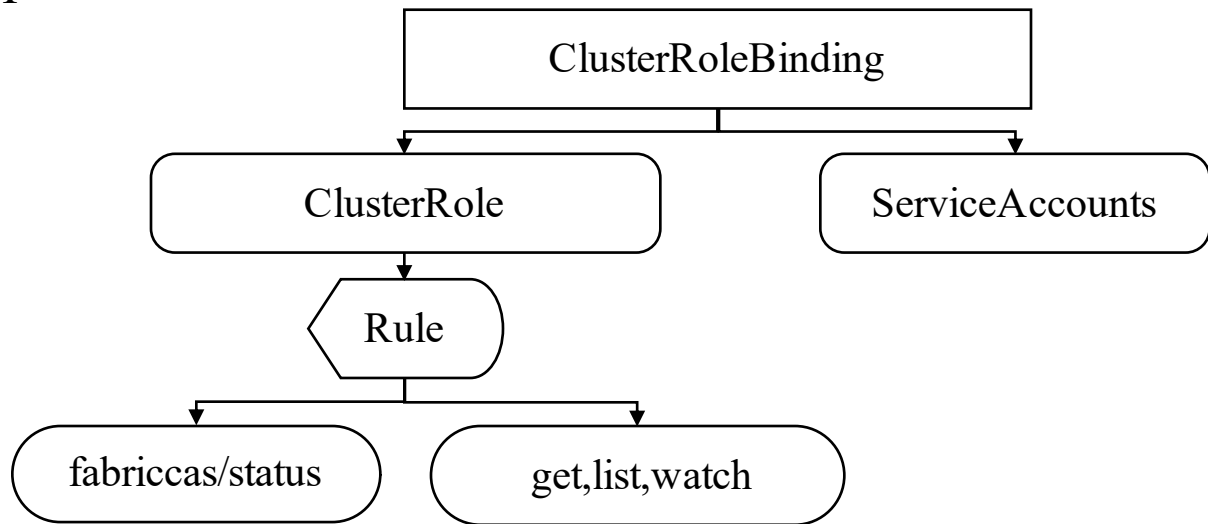 ClusterRoleBinding
ClusterRole
ServiceAccounts
Rule
fabriccas/status
get,list,watch